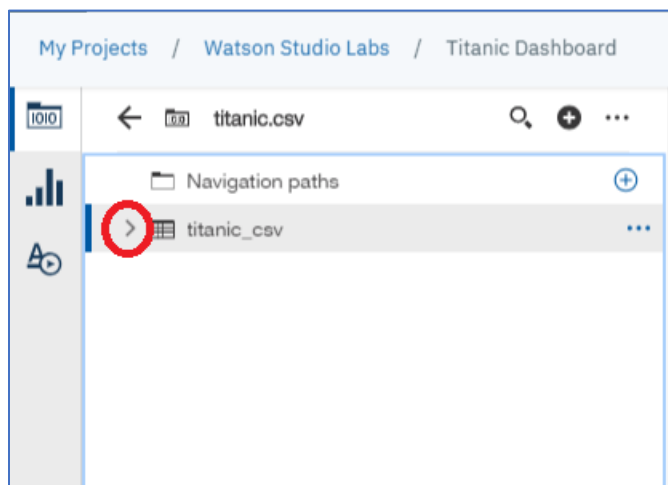 My Projects / Watson Studio Labs / Titanic Dashboard
titanic.csv
Navigation paths
titanic_csv